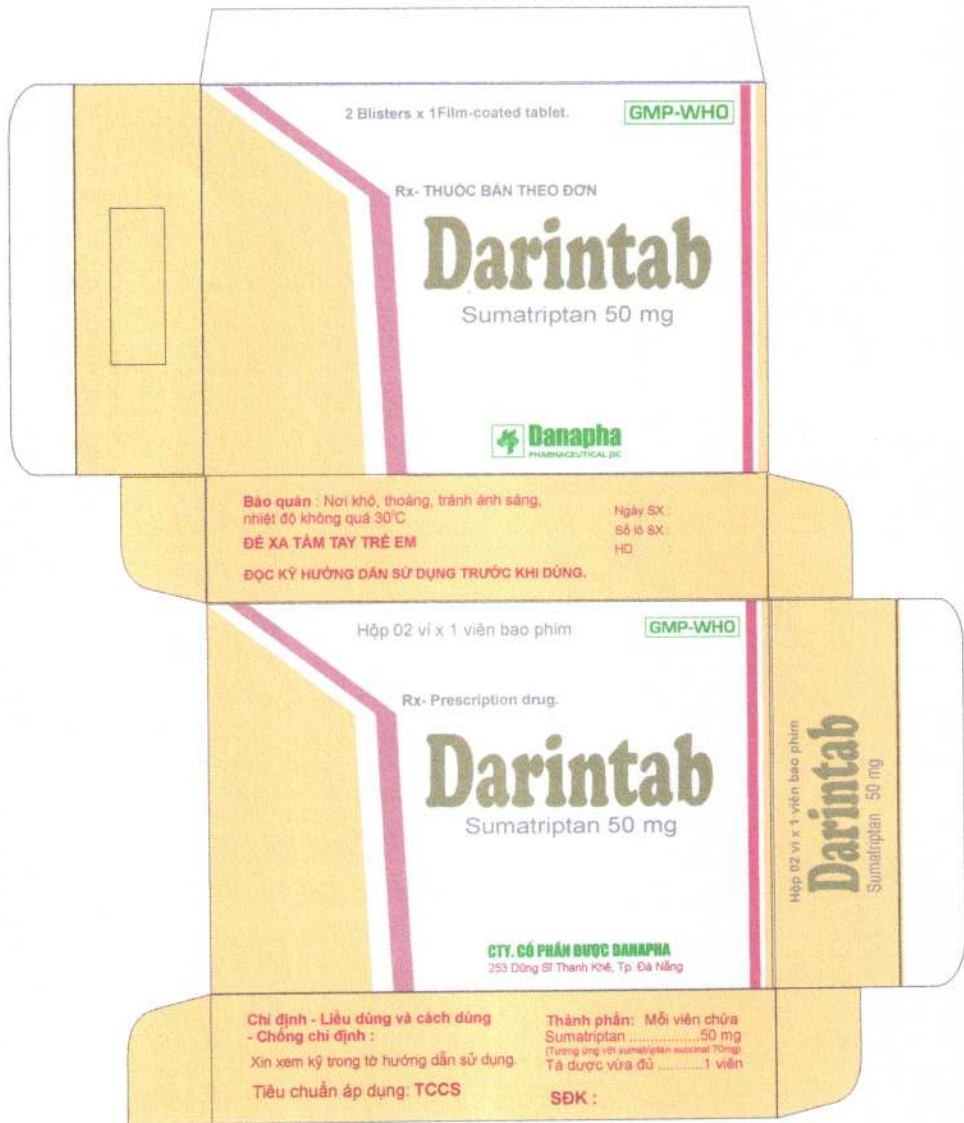 2 Blisters x 1Film-coated tablet.
GMP-WHO
Rx- THUỐC BÁN THEO ĐƠN
Darintab
Sumatriptan 50 mg
Danapha
PHARMACEUTICAL JSC
Bảo quản : Nơi khô, thoáng, tránh ánh sáng,
nhiệt độ không quá 30°C
ĐỂ XA TẦM TAY TRẺ EM
ĐỌC KỸ HƯỚNG DẪN SỬ DỤNG TRƯỚC KHI DÙNG.
Ngày SX :
Số lô SX :
HD
Hộp 02 vỉ x 1 viên bao phim
GMP-WHO
Rx- Prescription drug.
Darintab
Sumatriptan 50 mg
CTY. CỔ PHẦN DƯỢC DANAPHA
253 Dũng Sĩ Thanh Khê, Tp. Đà Nẵng
Hộp 02 vỉ x 1 viên bao phim
Darintab
Sumatriptan 50 mg
Chỉ định - Liều dùng và cách dùng
- Chống chỉ định :
Xin xem kỹ trong tờ hướng dẫn sử dụng.
Tiêu chuẩn áp dụng: TCCS
Thành phần: Mỗi viên chứa
Sumatriptan ..............50 mg
(Tương ứng với sumatriptan succinat 70mg)
Tá dược vừa đủ ..........1 viên
SĐK :